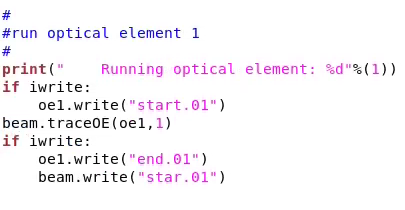 #
#run optical element 1
#
print("    Running optical element: %d"%(1))
if iwrite:
    oe1.write("start.01")
beam.traceOE(oe1,1)
if iwrite:
    oe1.write("end.01")
    beam.write("star.01")